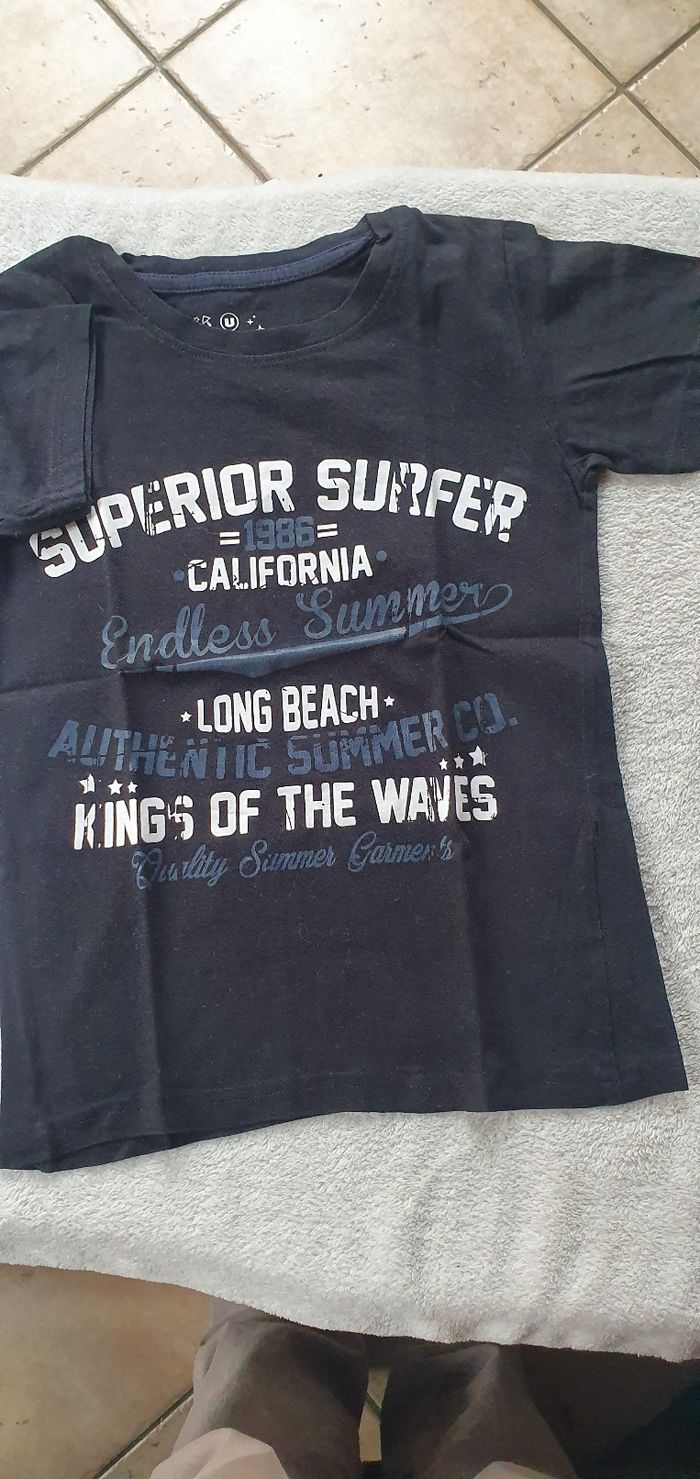 U
SUPERIOR SURFER
=1986=
•CALIFORNIA•
Endless Summer
LONG BEACH
AUTHENTIC SUMMER CO.
KINGS OF THE WAVES
Quality Summer Garments